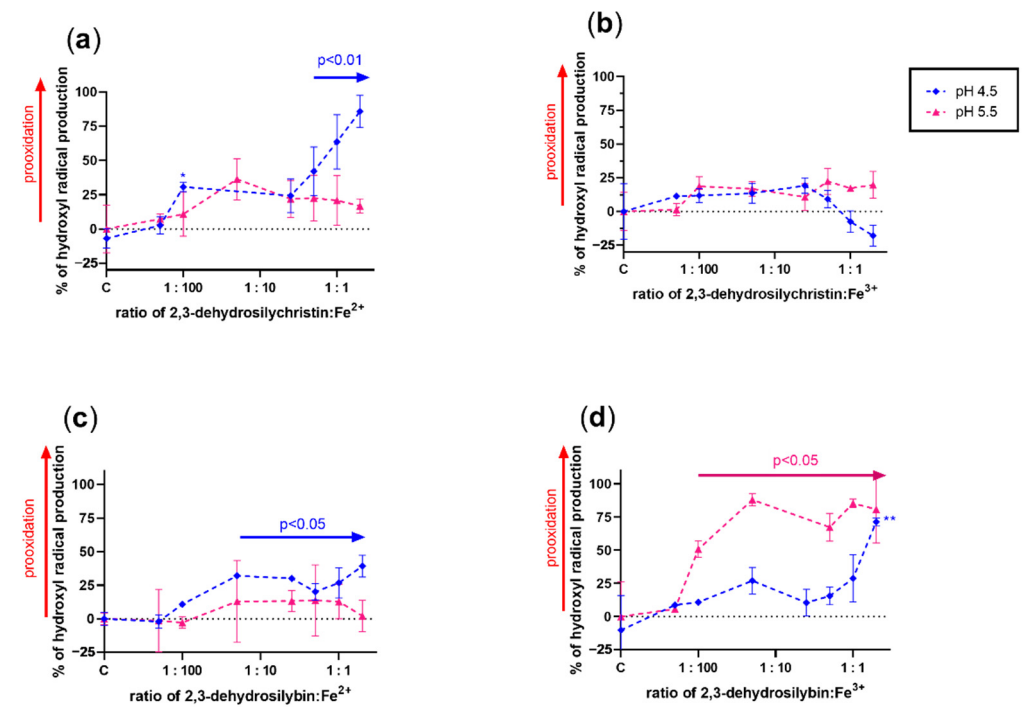 (a)
p<0.01
prooxidation
% of hydroxyl radical production
100
75
50
25
0
−25
*
C
1 : 100
1 : 10
1 : 1
ratio of 2,3-dehydrosilychristin:Fe2+
(b)
prooxidation
% of hydroxyl radical production
100
75
50
25
0
−25
C
1 : 100
1 : 10
1 : 1
ratio of 2,3-dehydrosilychristin:Fe3+
pH 4.5
pH 5.5
(c)
p<0.05
prooxidation
% of hydroxyl radical production
100
75
50
25
0
−25
C
1 : 100
1 : 10
1 : 1
ratio of 2,3-dehydrosilybin:Fe2+
(d)
p<0.05
prooxidation
% of hydroxyl radical production
100
75
50
25
0
−25
**
C
1 : 100
1 : 10
1 : 1
ratio of 2,3-dehydrosilybin:Fe3+